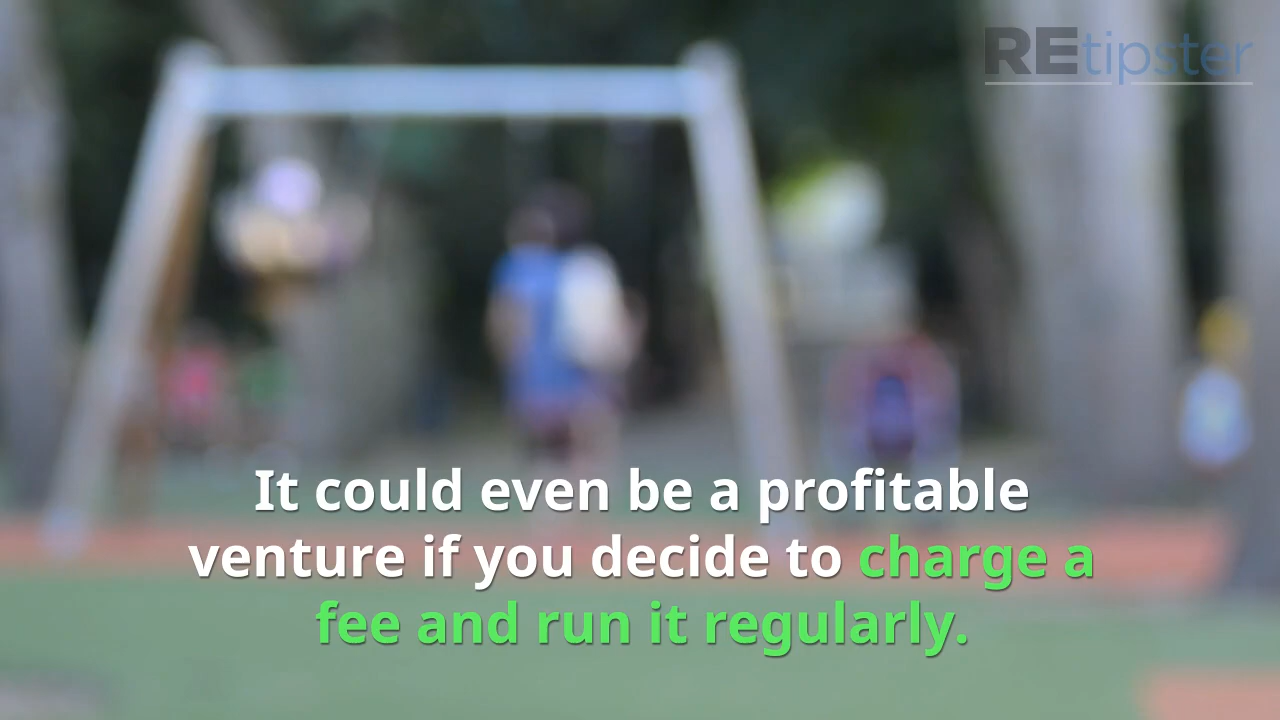 REtipster
It could even be a profitable
venture if you decide to charge a
fee and run it regularly.